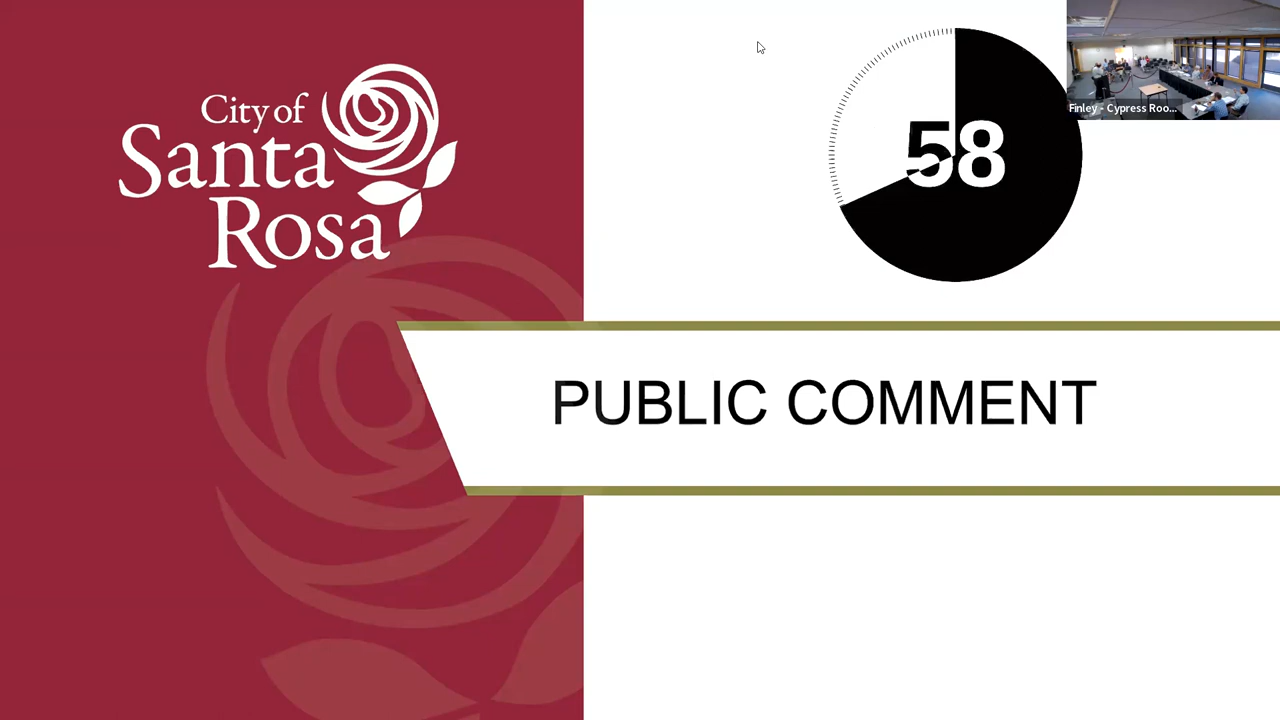 City of
Santa
Rosa
58
Finley - Cypress Roo...
PUBLIC COMMENT